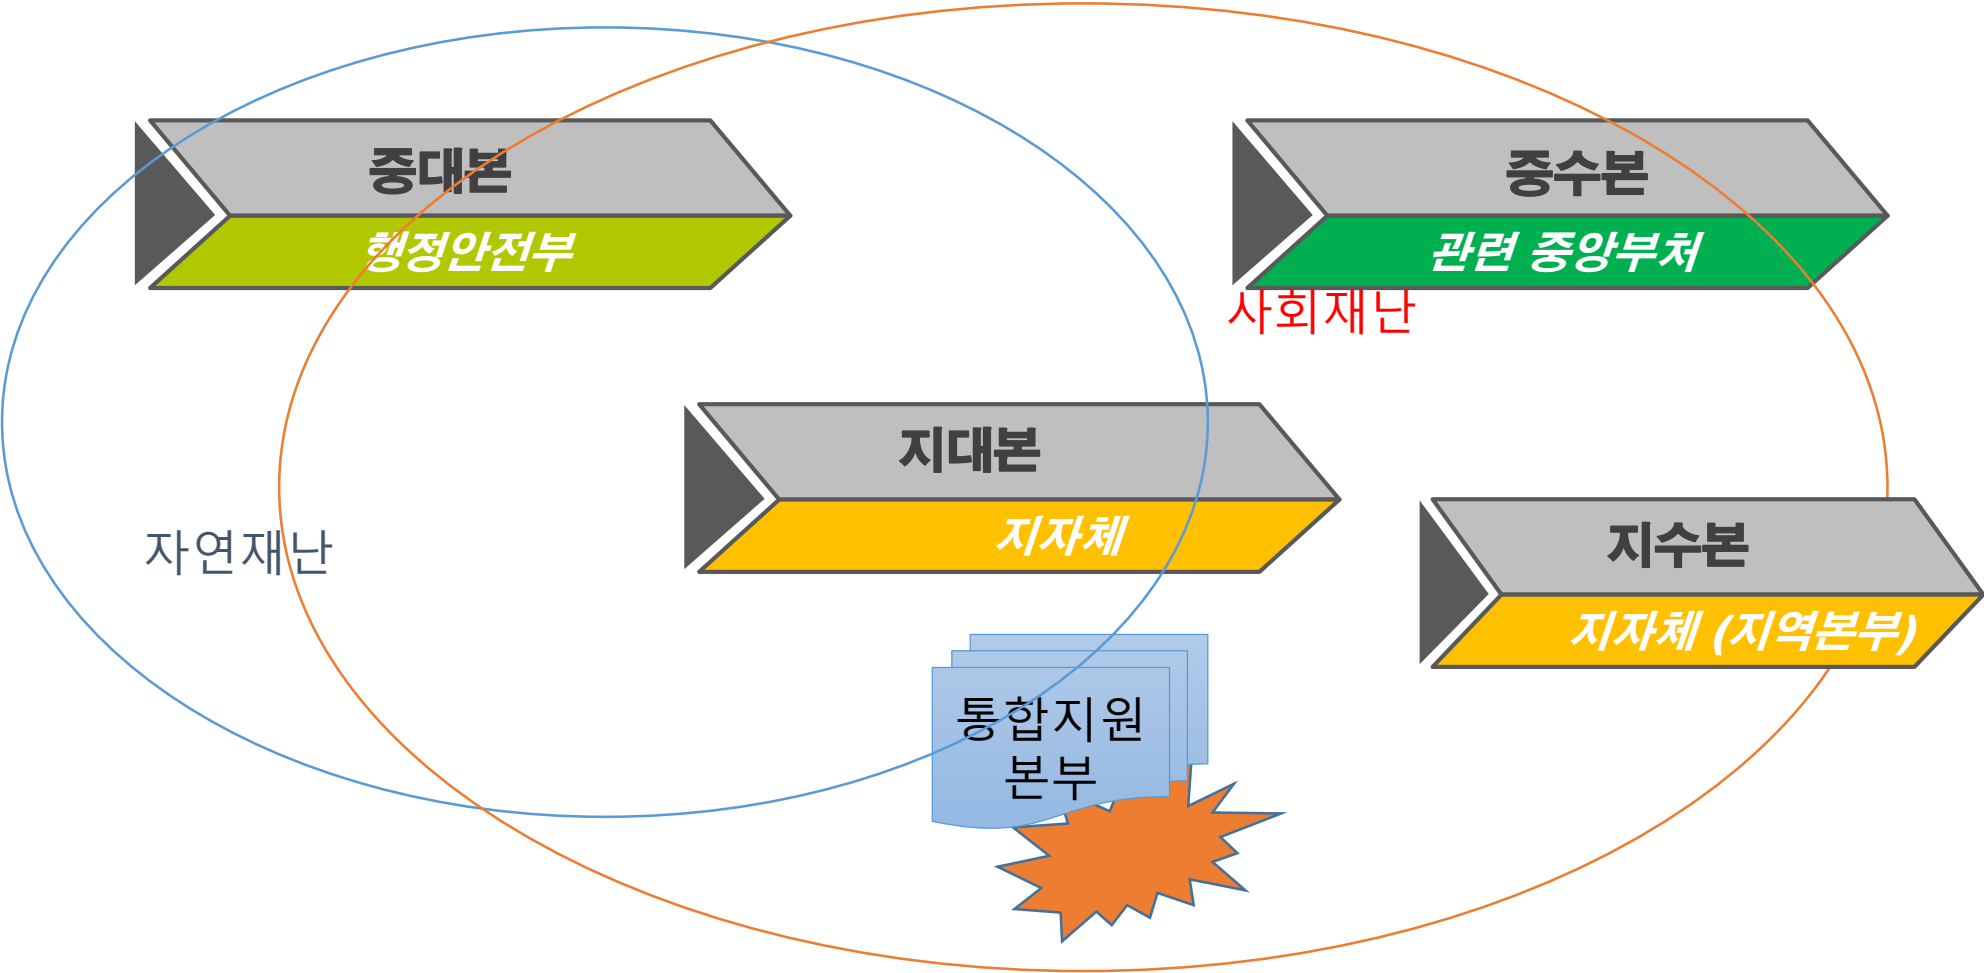 중대본
행정안전부
중수본
관련 중앙부처
사회재난
지대본
지자체
자연재난
지수본
지자체 (지역본부)
통합지원
본부